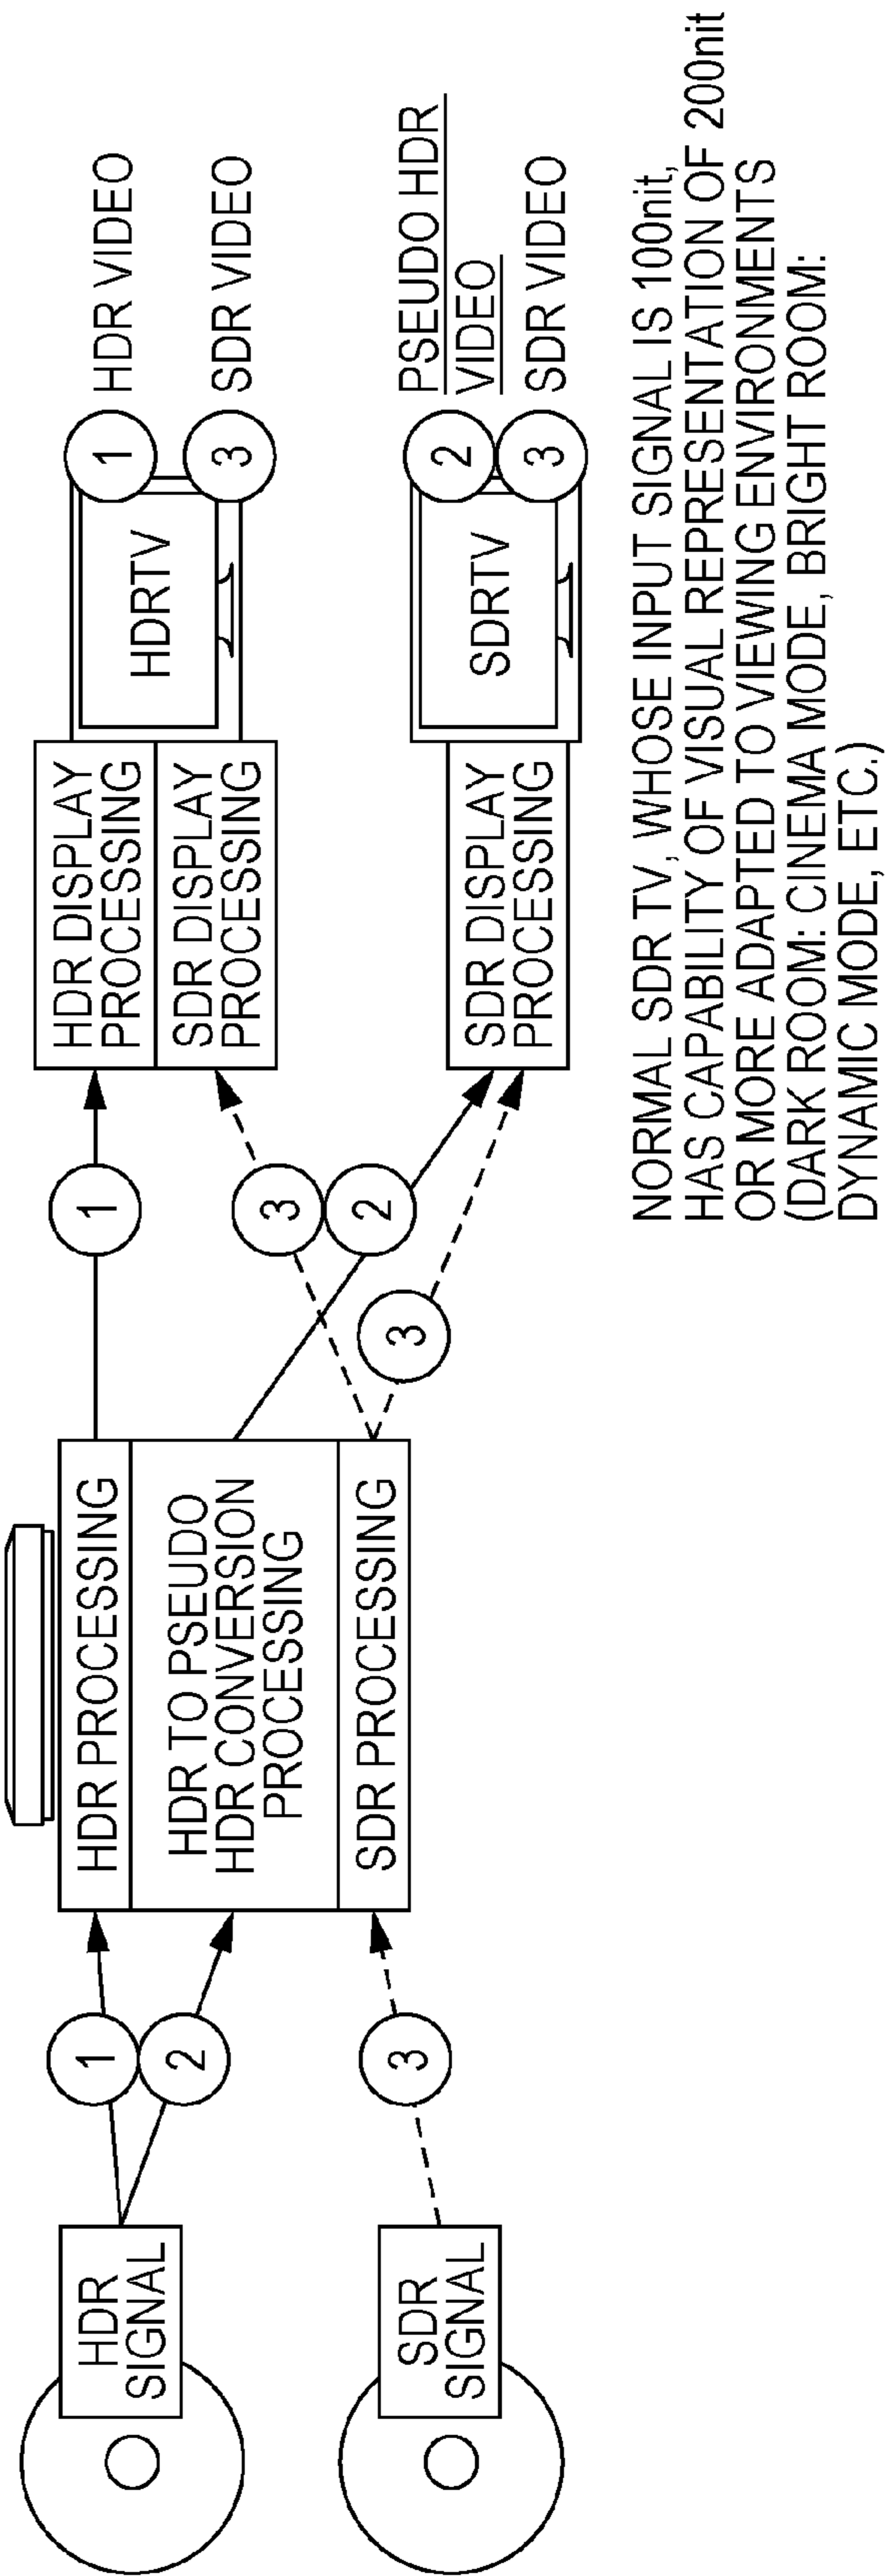 HDR
SIGNAL
1
2
SDR
SIGNAL
3
HDR PROCESSING
HDR TO PSEUDO
HDR CONVERSION
PROCESSING
SDR PROCESSING
1
3
2
3
HDR DISPLAY
PROCESSING
SDR DISPLAY
PROCESSING
HDRTV
1
HDR VIDEO
3
SDR VIDEO
SDR DISPLAY
PROCESSING
SDRTV
2
PSEUDO HDR
VIDEO
3
SDR VIDEO
NORMAL SDR TV, WHOSE INPUT SIGNAL IS 100nit,
HAS CAPABILITY OF VISUAL REPRESENTATION OF 200nit
OR MORE ADAPTED TO VIEWING ENVIRONMENTS
(DARK ROOM: CINEMA MODE, BRIGHT ROOM:
DYNAMIC MODE, ETC.)